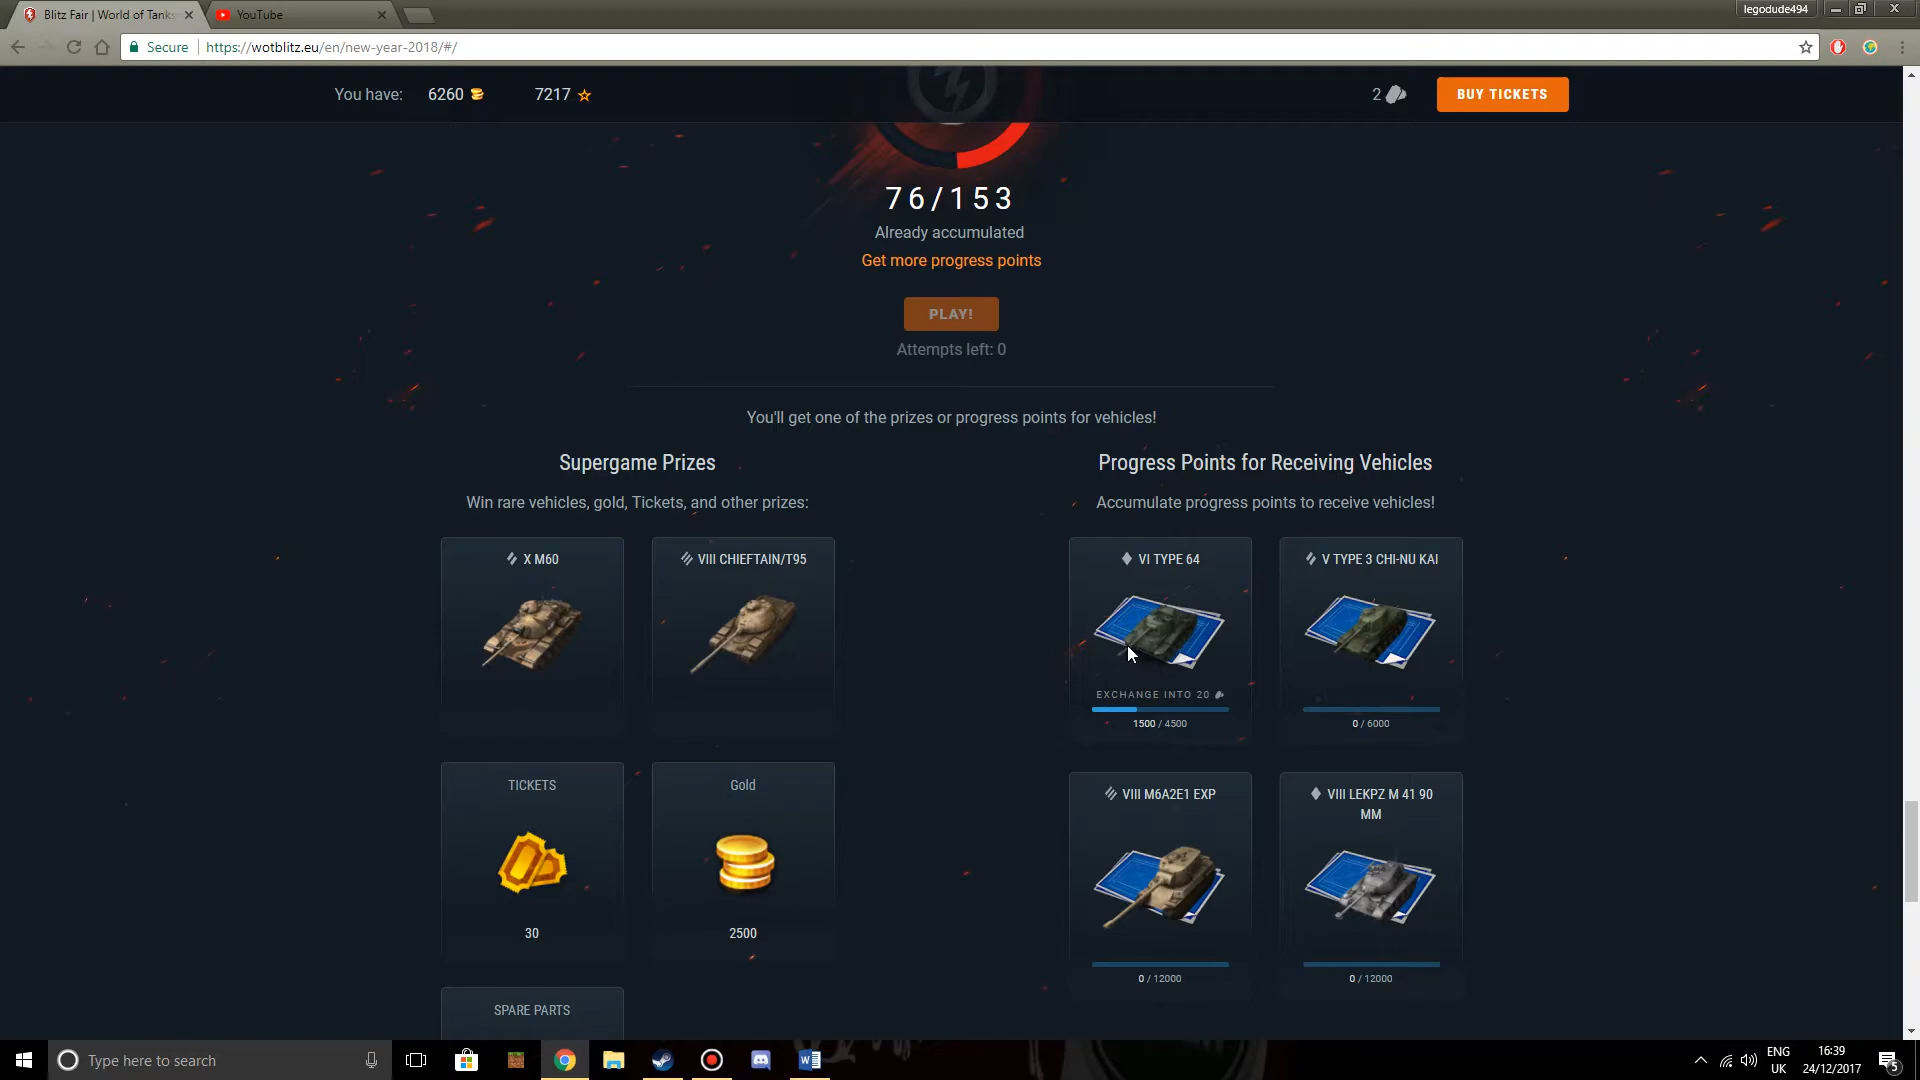 Blitz Fair | World of Tanks
YouTube
legodude494
Secure
https://wotblitz.eu/en/new-year-2018/#/
You have:
6260
7217
2
BUY TICKETS
76/153
Already accumulated
Get more progress points
PLAY!
Attempts left: 0
You'll get one of the prizes or progress points for vehicles!
Supergame Prizes
Win rare vehicles, gold, Tickets, and other prizes:
X M60
VIII CHIEFTAIN/T95
TICKETS
30
Gold
2500
SPARE PARTS
Progress Points for Receiving Vehicles
Accumulate progress points to receive vehicles!
VI TYPE 64
EXCHANGE INTO 20
1500 / 4500
V TYPE 3 CHI-NU KAI
0 / 6000
VIII M6A2E1 EXP
0 / 12000
VIII LEKPZ M 41 90
MM
0 / 12000
Type here to search
ENG
UK
16:39
24/12/2017
5